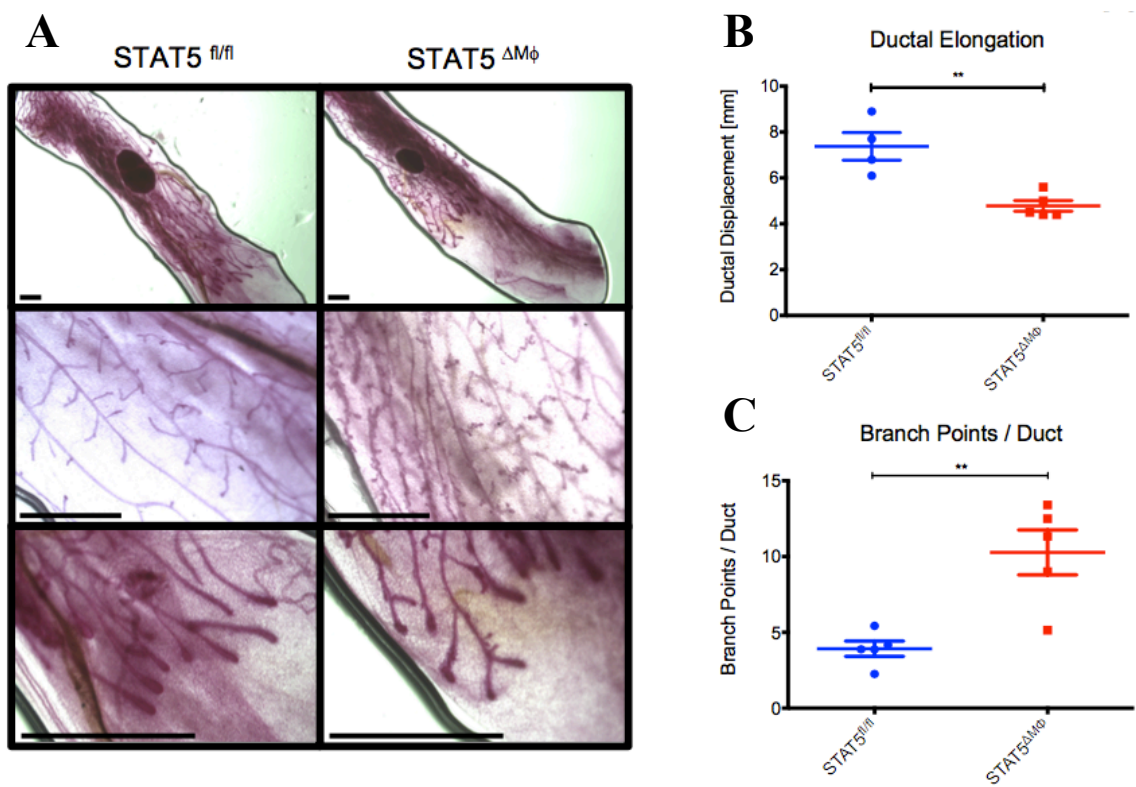 A
STAT5 fl/fl
STAT5 ΔMϕ
B
Ductal Elongation
**
Ductal Displacement [mm]
10
8
6
4
2
0
STAT5fl/fl
STAT5ΔMΦ
C
Branch Points / Duct
**
Branch Points / Duct
15
10
5
0
STAT5fl/fl
STAT5ΔMΦ